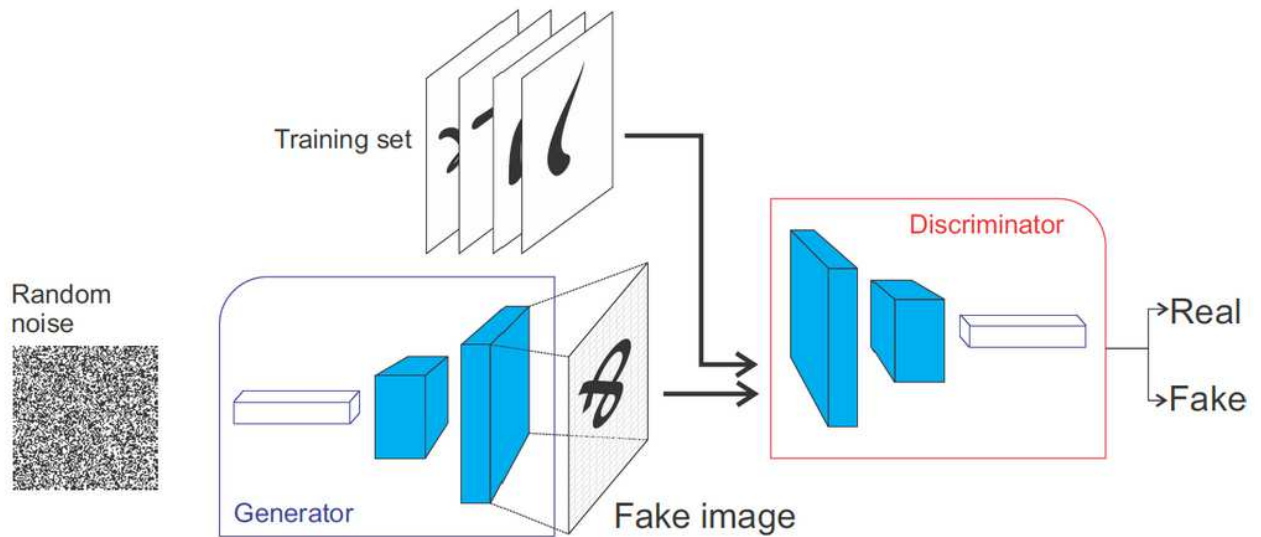 Training set
Discriminator
Random
noise
Real
Fake
Generator
Fake image